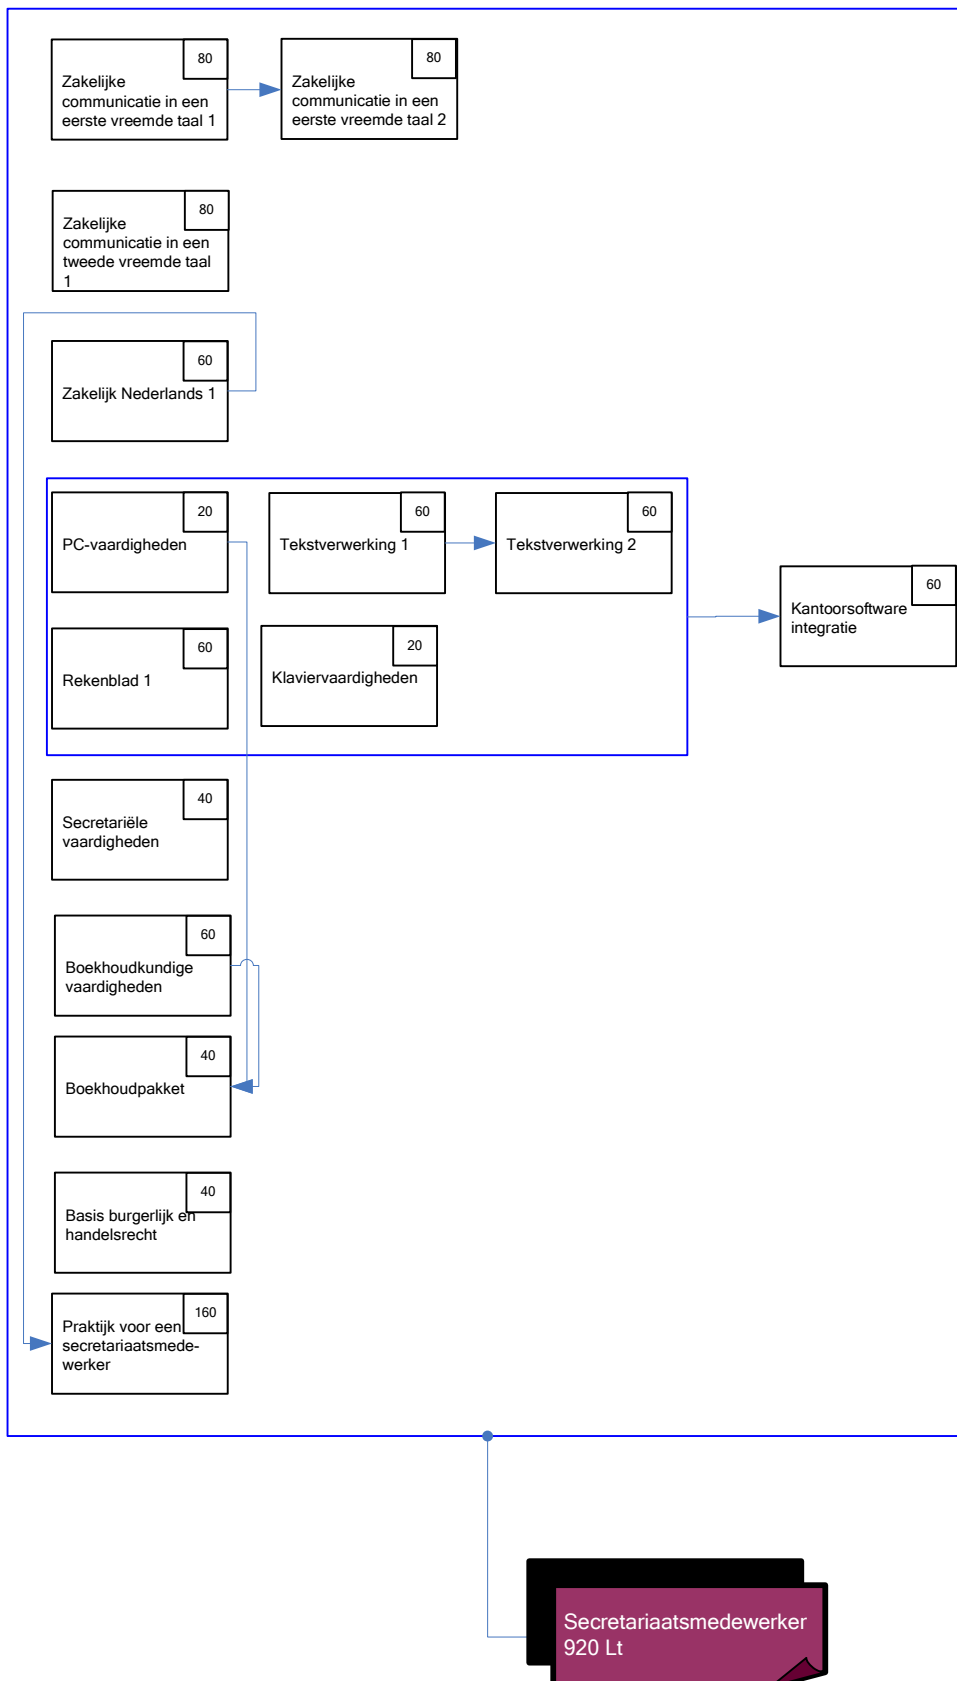 80
Zakelijke
communicatie in een
eerste vreemde taal 1
80
Zakelijke
communicatie in een
eerste vreemde taal 2
80
Zakelijke
communicatie in een
tweede vreemde taal
1
60
Zakelijk Nederlands 1
20
PC-vaardigheden
60
Tekstverwerking 1
60
Tekstverwerking 2
60
Kantoorsoftware
integratie
60
Rekenblad 1
20
Klaviervaardigheden
40
Secretariële
vaardigheden
60
Boekhoudkundige
vaardigheden
40
Boekhoudpakket
40
Basis burgerlijk en
handelsrecht
160
Praktijk voor een
secretariaatsmede-
werker
Secretariaatsmedewerker
920 Lt